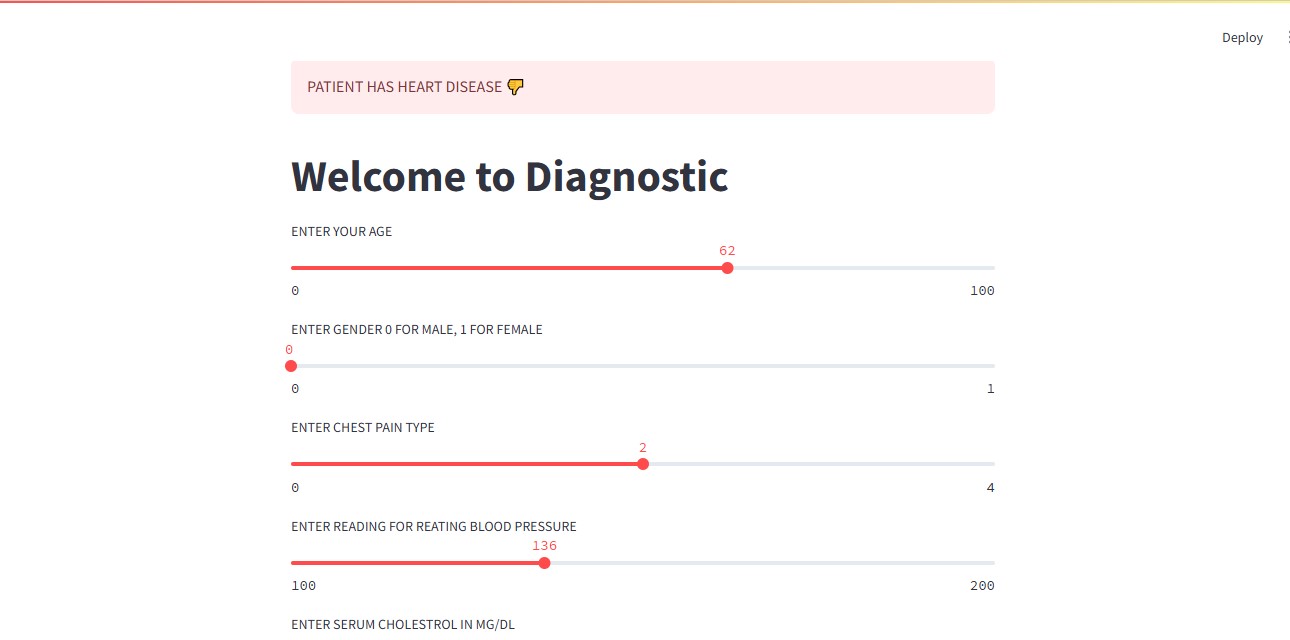 Deploy
PATIENT HAS HEART DISEASE 👎
Welcome to Diagnostic
ENTER YOUR AGE
62
0 100
ENTER GENDER 0 FOR MALE, 1 FOR FEMALE
0
0 1
ENTER CHEST PAIN TYPE
2
0 4
ENTER READING FOR REATING BLOOD PRESSURE
136
100 200
ENTER SERUM CHOLESTROL IN MG/DL